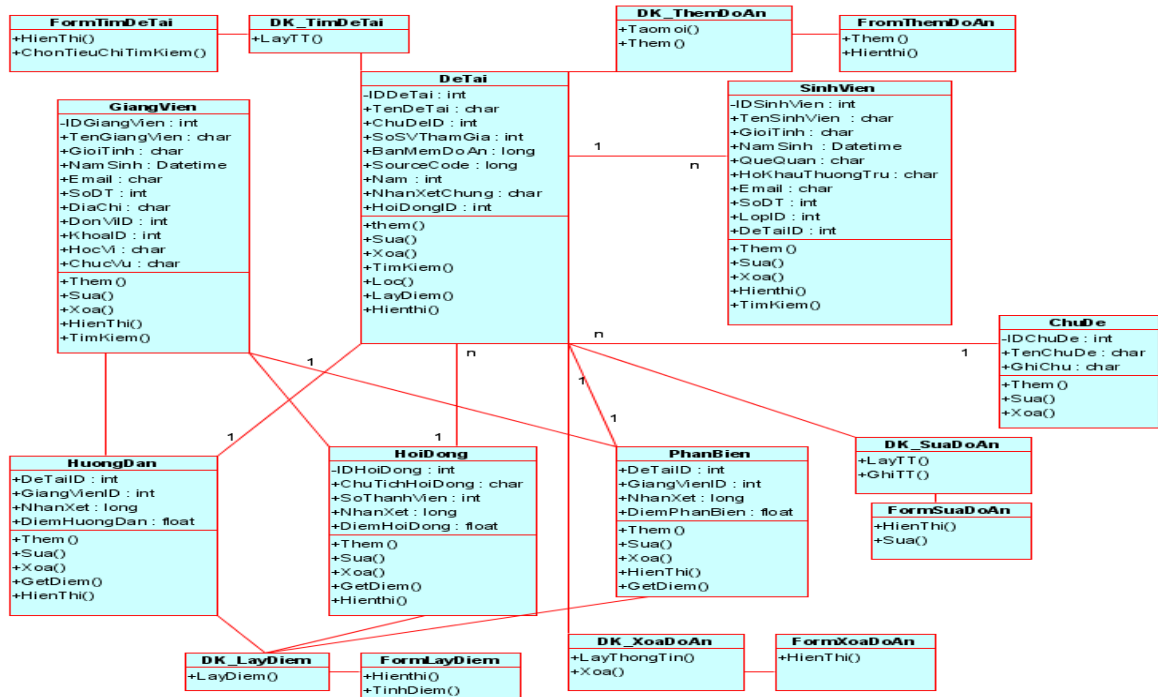 FormTimDeTai
+HienThi()
+ChonTieuChiTimKiem()
DK_TimDeTai
+LayTT()
DK_ThemDoAn
+Taomoi()
+Them()
FromThemDoAn
+Them()
+Hienthi()
GiangVien
-IDGiangVien : int
+TenGiangVien : char
+GioiTinh : char
+NamSinh : Datetime
+Email : char
+SoDT : int
+DiaChi : char
+DonViID : int
+KhoaID : int
+HocVi : char
+ChucVu : char
+Them()
+Sua()
+Xoa()
+HienThi()
+TimKiem()
DeTai
-IDDeTai : int
+TenDeTai : char
+ChuDeID : int
+SoSVThamGia : int
+BanMemDoAn : long
+SourceCode : long
+Nam : int
+NhanXetChung : char
+HoiDongID : int
+them()
+Sua()
+Xoa()
+TimKiem()
+Loc()
+LayDiem()
+Hienthi()
1
n
SinhVien
-IDSinhVien : int
+TenSinhVien : char
+GioiTinh : char
+NamSinh : Datetime
+QueQuan : char
+HoKhauThuongTru : char
+Email : char
+SoDT : int
+LopID : int
+DeTaiID : int
+Them()
+Sua()
+Xoa()
+Hienthi()
+TimKiem()
n
1
ChuDe
-IDChuDe : int
+TenChuDe : char
+GhiChu : char
+Them()
+Sua()
+Xoa()
1
n
1
1
1
1
HuongDan
+DeTaiID : int
+GiangVienID : int
+NhanXet : long
+DiemHuongDan : float
+Them()
+Sua()
+Xoa()
+GetDiem()
+HienThi()
HoiDong
-IDHoiDong : int
+ChuTichHoiDong : char
+SoThanhVien : int
+NhanXet : long
+DiemHoiDong : float
+Them()
+Sua()
+Xoa()
+GetDiem()
+Hienthi()
PhanBien
+DeTaiID : int
+GiangVienID : int
+NhanXet : long
+DiemPhanBien : float
+Them()
+Sua()
+Xoa()
+HienThi()
+GetDiem()
DK_SuaDoAn
+LayTT()
+GhiTT()
FormSuaDoAn
+HienThi()
+Sua()
DK_LayDiem
+LayDiem()
FormLayDiem
+Hienthi()
+TinhDiem()
DK_XoaDoAn
+LayThongTin()
+Xoa()
FormXoaDoAn
+HienThi()